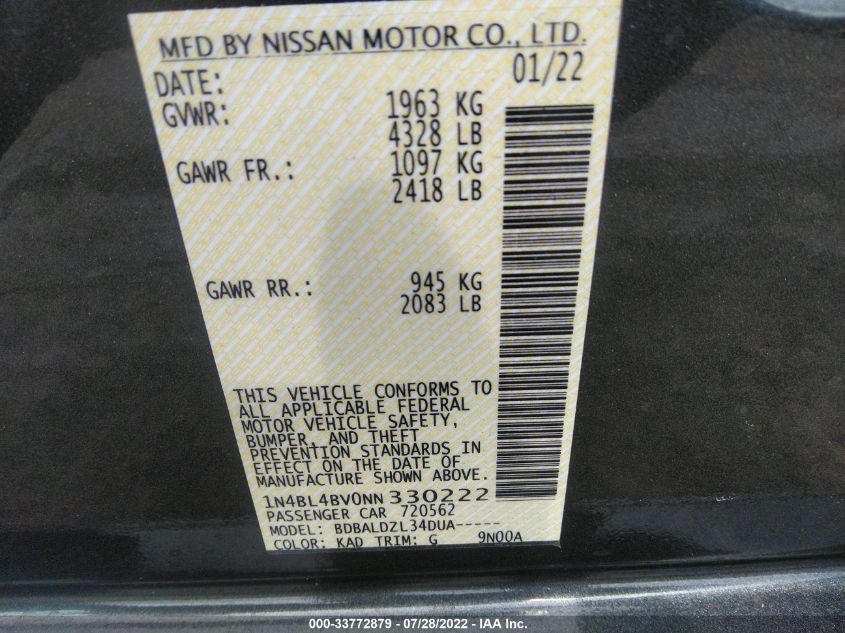 MFD BY NISSAN MOTOR CO., LTD.
DATE: 01/22
GVWR: 1963 KG
4328 LB
GAWR FR.: 1097 KG
2418 LB
GAWR RR.: 945 KG
2083 LB
THIS VEHICLE CONFORMS TO
ALL APPLICABLE FEDERAL
MOTOR VEHICLE SAFETY,
BUMPER, AND THEFT
PREVENTION STANDARDS IN
EFFECT ON THE DATE OF
MANUFACTURE SHOWN ABOVE.
1N4BL4BV0NN 330222
PASSENGER CAR 720562
MODEL: BDBALDZL34DUA-----
COLOR: KAD TRIM: G 9N00A
000-33772879 / 07/28/2022 - IAA Inc.